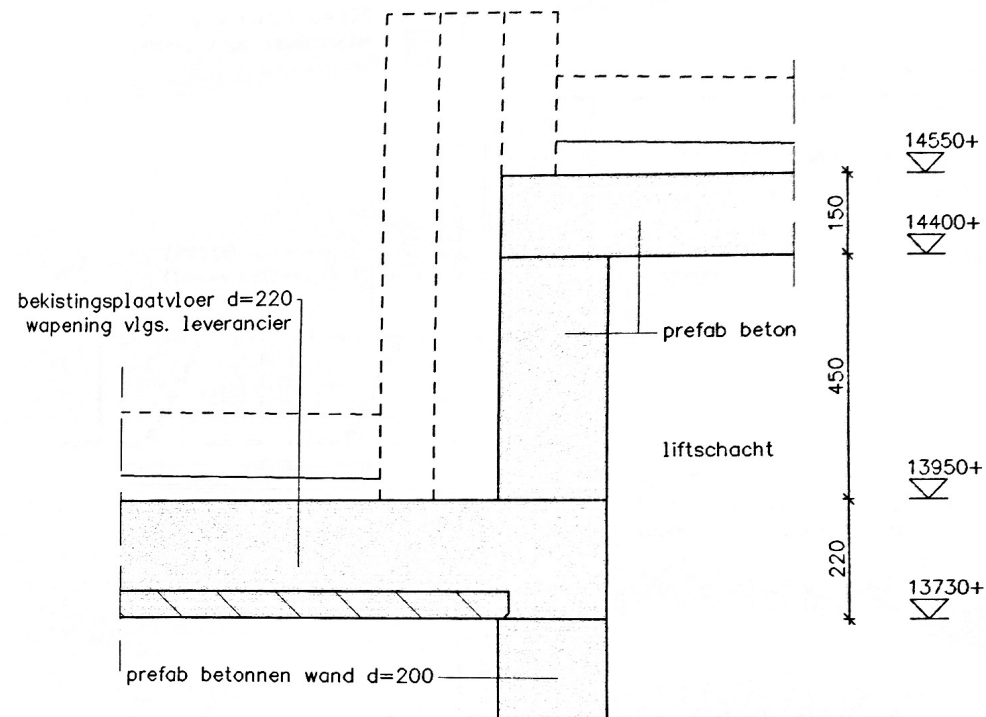 14550+
150
14400+
bekistingsplaatvloer d=220
wapening vlgs. leverancier
prefab beton
450
liftschacht
13950+
220
13730+
prefab betonnen wand d=200